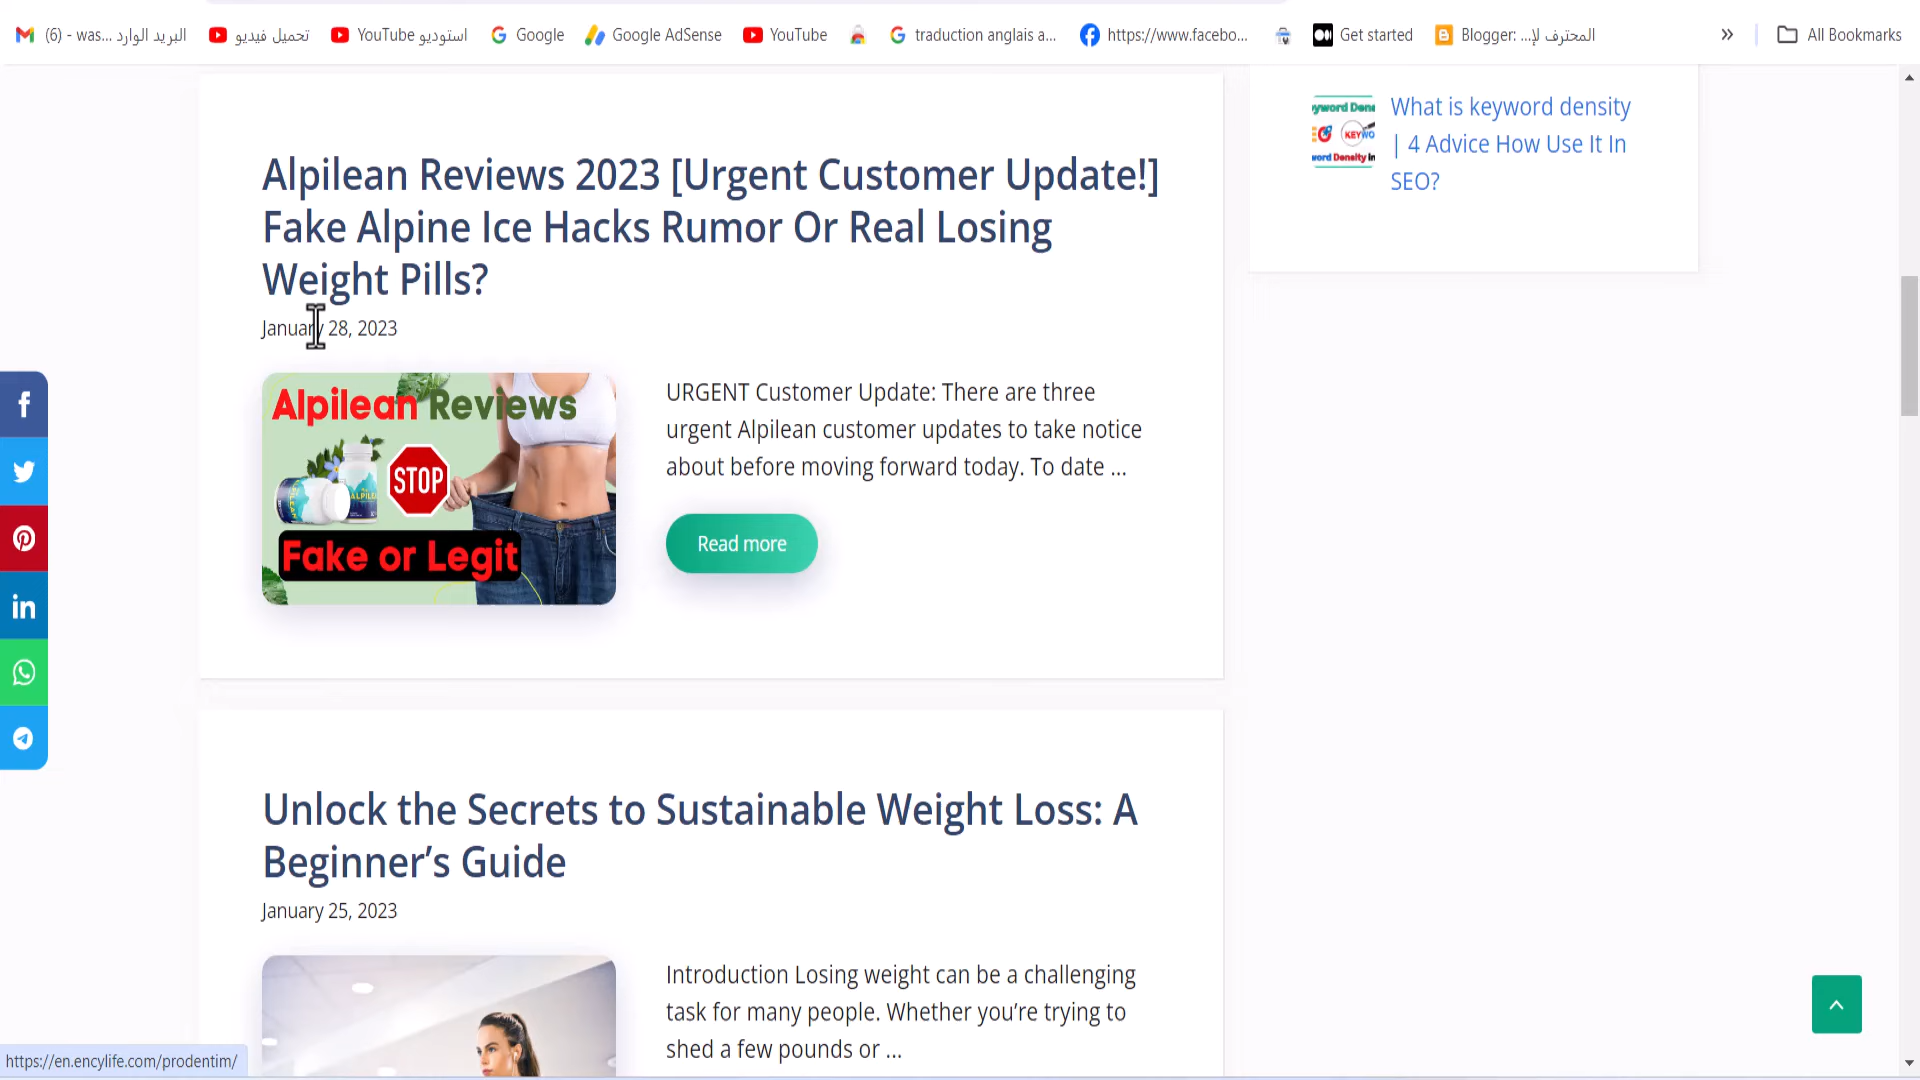 (6) - was... البريد الوارد
تحميل فيديو
YouTube استوديو
Google
Google AdSense
YouTube
traduction anglais a...
https://www.facebo...
Get started
Blogger: ...المحترف لإ
»
All Bookmarks
What is keyword density
| 4 Advice How Use It In
SEO?
Alpilean Reviews 2023 [Urgent Customer Update!]
Fake Alpine Ice Hacks Rumor Or Real Losing
Weight Pills?
January 28, 2023
Alpilean Reviews
STOP
ALPILEAN
Fake or Legit
URGENT Customer Update: There are three
urgent Alpilean customer updates to take notice
about before moving forward today. To date ...
Read more
Unlock the Secrets to Sustainable Weight Loss: A
Beginner’s Guide
January 25, 2023
Introduction Losing weight can be a challenging
task for many people. Whether you’re trying to
shed a few pounds or ...
https://en.encylife.com/prodentim/